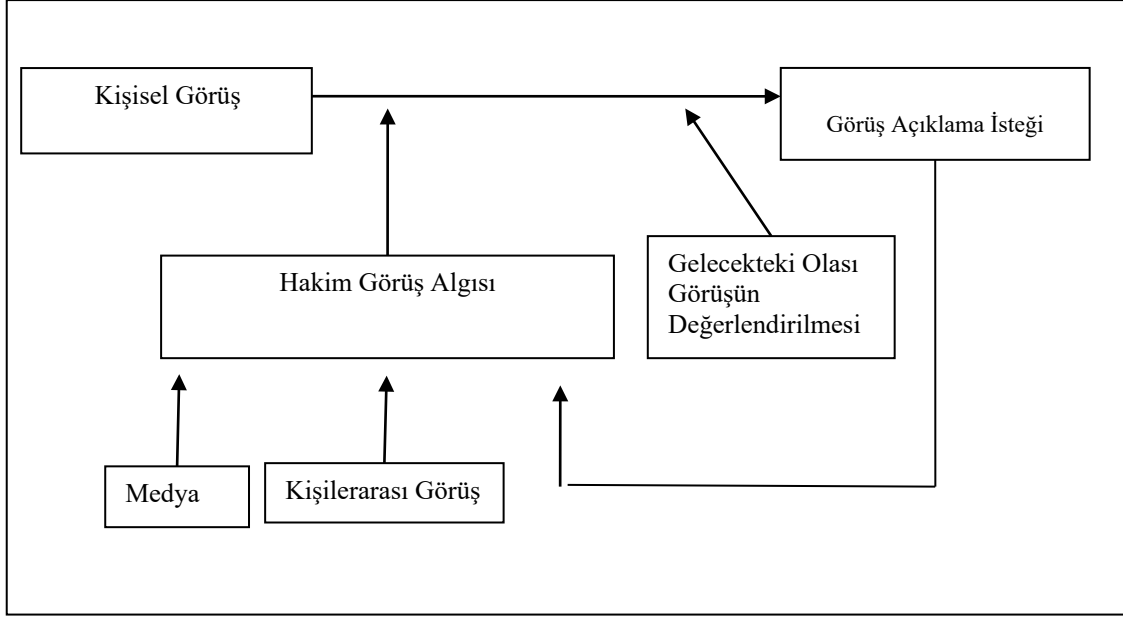 Kişisel Görüş
Görüş Açıklama İsteği
Hakim Görüş Algısı
Gelecekteki Olası
Görüşün
Değerlendirilmesi
Medya
Kişilerarası Görüş